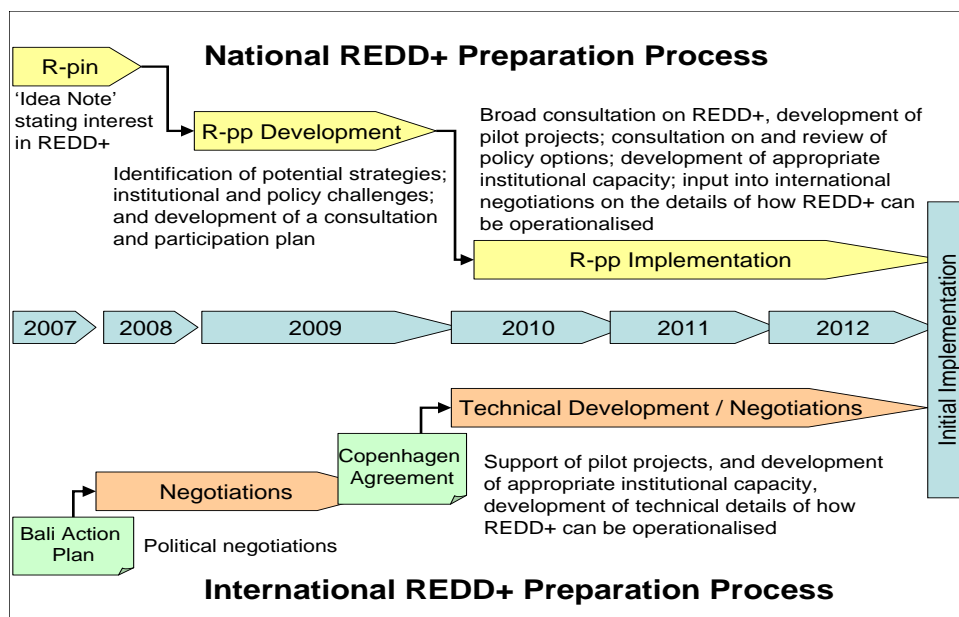 National REDD+ Preparation Process
R-pin
'Idea Note'
stating interest
in REDD+
R-pp Development
Identification of potential strategies;
institutional and policy challenges;
and development of a consultation
and participation plan
Broad consultation on REDD+, development of
pilot projects; consultation on and review of
policy options; development of appropriate
institutional capacity; input into international
negotiations on the details of how REDD+ can
be operationalised
R-pp Implementation
2007
2008
2009
2010
2011
2012
Initial Implementation
Technical Development / Negotiations
Copenhagen
Agreement
Negotiations
Support of pilot projects, and development
of appropriate institutional capacity,
development of technical details of how
REDD+ can be operationalised
Bali Action
Plan
Political negotiations
International REDD+ Preparation Process